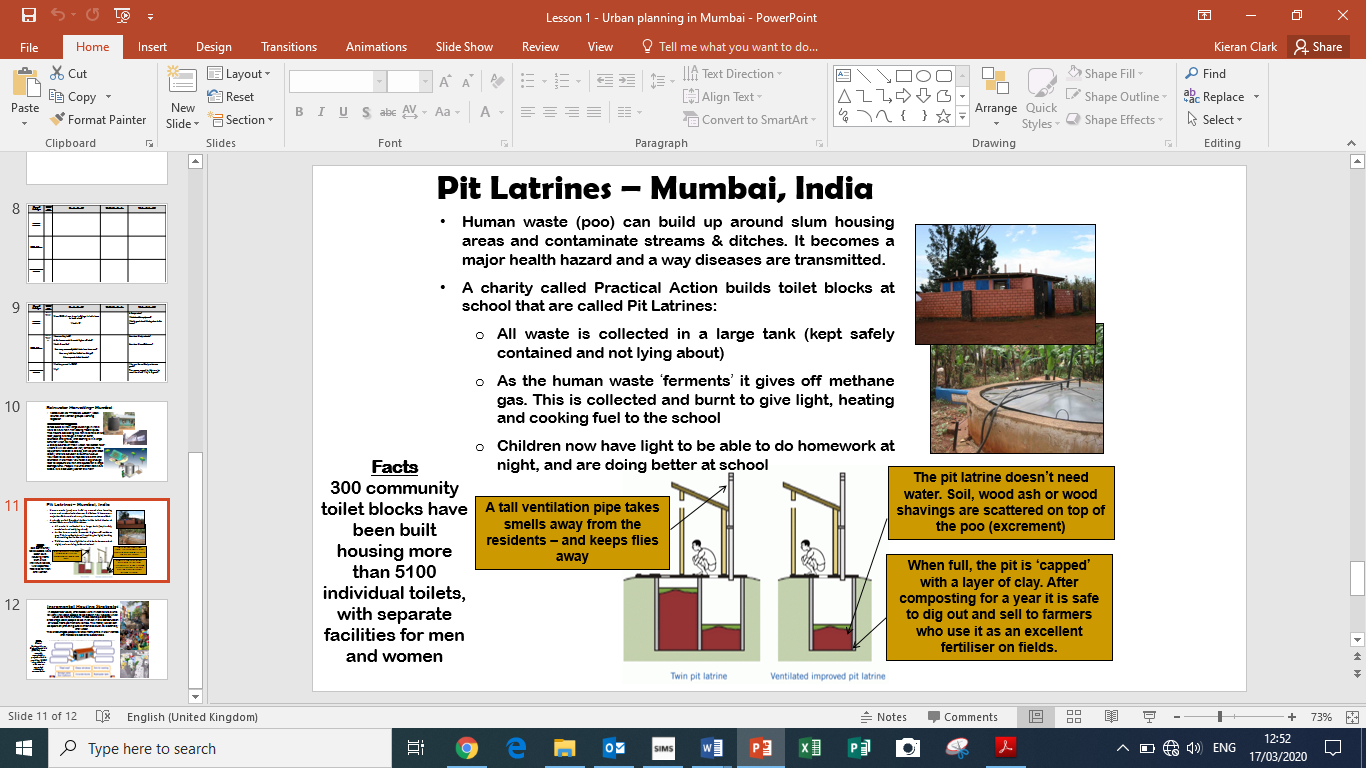 Lesson 1 - Urban planning in Mumbai - PowerPoint
File
Home
Insert
Design
Transitions
Animations
Slide Show
Review
View
Tell me what you want to do...
Kieran Clark
Share
Paste
Cut
Copy
Format Painter
Clipboard
New
Slide
Layout
Reset
Section
Slides
B I U S abc AV Aa A
Font
Text Direction
Align Text
Convert to SmartArt
Paragraph
Arrange
Quick
Styles
Shape Fill
Shape Outline
Shape Effects
Drawing
Find
Replace
Select
Editing
8
9
10
Rainwater Harvesting- Mumbai
11
Pit Latrines – Mumbai, India
12
Incremental Housing Strategies
Pit Latrines – Mumbai, India
• Human waste (poo) can build up around slum housing
areas and contaminate streams & ditches. It becomes a
major health hazard and a way diseases are transmitted.
• A charity called Practical Action builds toilet blocks at
school that are called Pit Latrines:
o All waste is collected in a large tank (kept safely
contained and not lying about)
o As the human waste ‘ferments’ it gives off methane
gas. This is collected and burnt to give light, heating
and cooking fuel to the school
o Children now have light to be able to do homework at
night, and are doing better at school
Facts
300 community
toilet blocks have
been built
housing more
than 5100
individual toilets,
with separate
facilities for men
and women
A tall ventilation pipe takes
smells away from the
residents – and keeps flies
away
The pit latrine doesn’t need
water. Soil, wood ash or wood
shavings are scattered on top of
the poo (excrement)
When full, the pit is ‘capped’
with a layer of clay. After
composting for a year it is safe
to dig out and sell to farmers
who use it as an excellent
fertiliser on fields.
Twin pit latrine
Ventilated improved pit latrine
Slide 11 of 12
English (United Kingdom)
Notes
Comments
73%
Type here to search
SIMS
ENG
12:52
17/03/2020